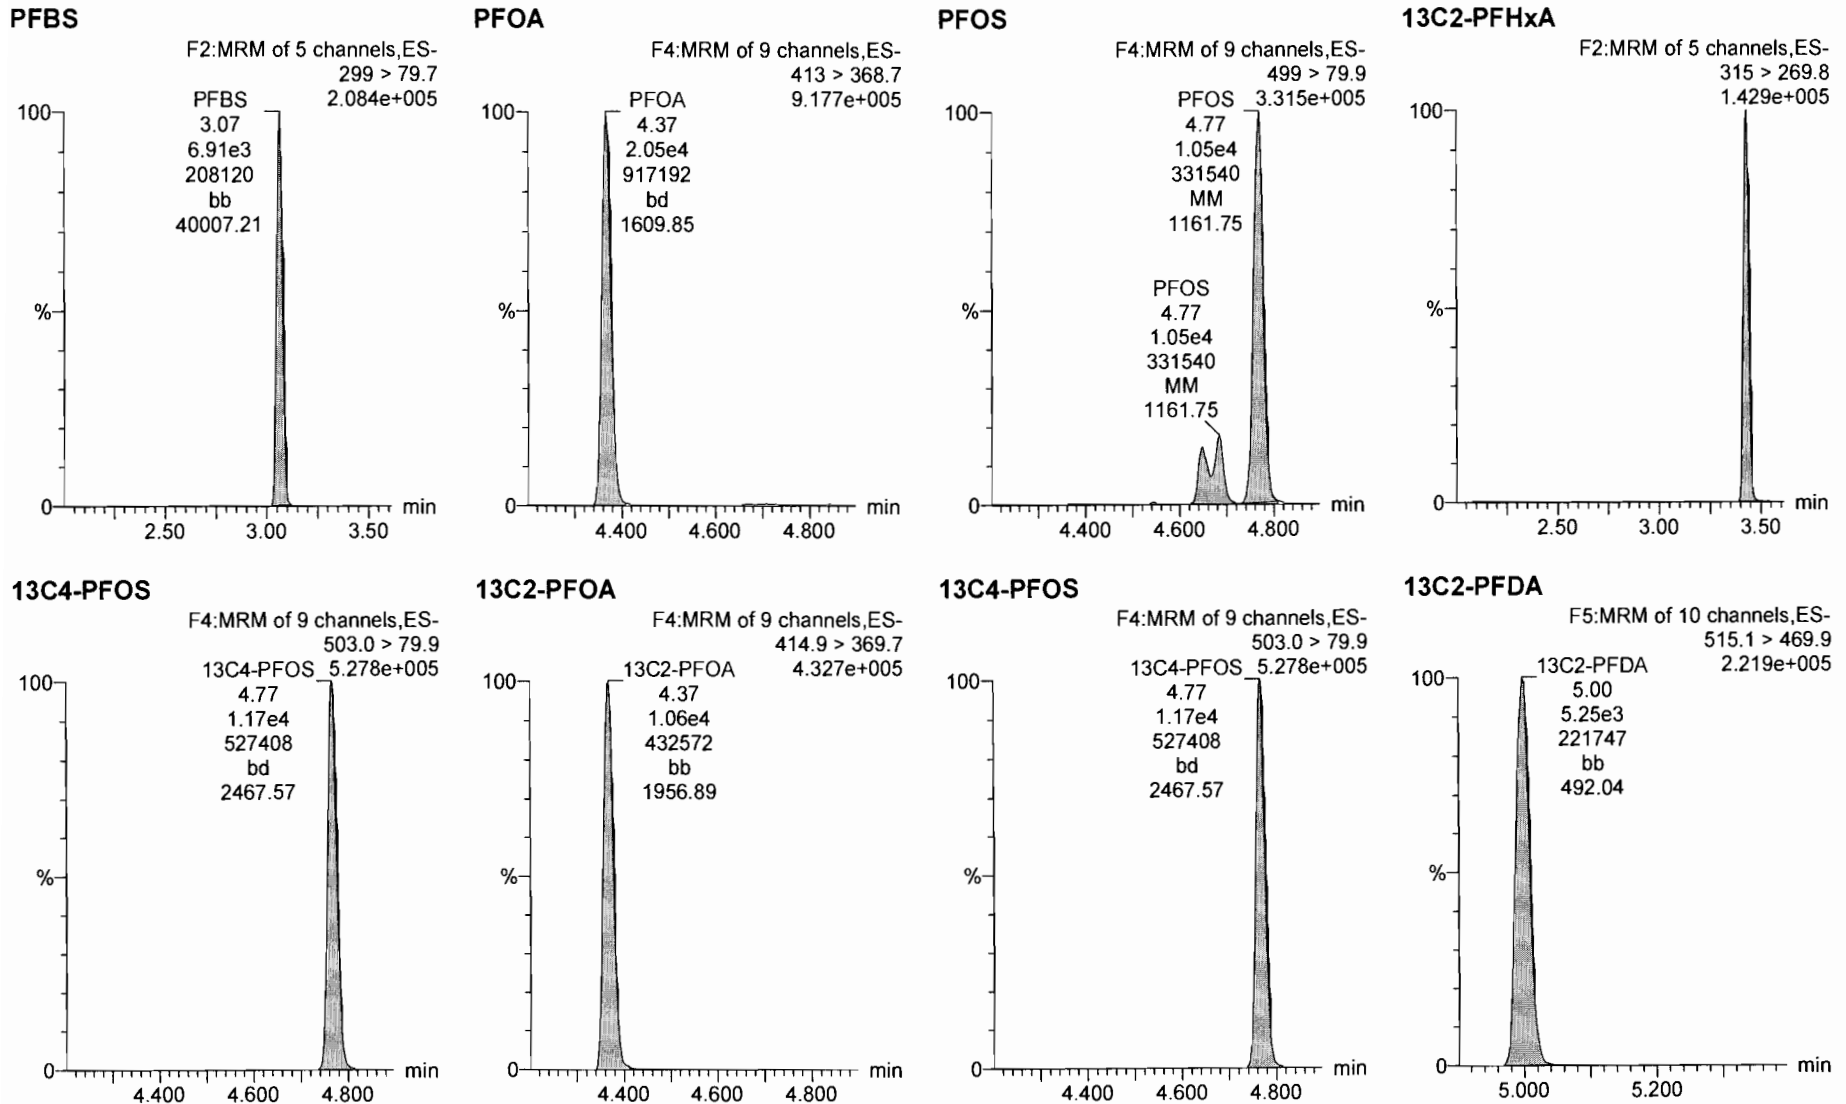 PFBS
F2:MRM of 5 channels,ES-
299 > 79.7
2.084e+005
PFBS
3.07
6.91e3
208120
bb
40007.21
100
%
0
2.50 3.00 3.50 min
PFOA
F4:MRM of 9 channels,ES-
413 > 368.7
9.177e+005
PFOA
4.37
2.05e4
917192
bd
1609.85
100
%
0
4.400 4.600 4.800 min
PFOS
F4:MRM of 9 channels,ES-
499 > 79.9
3.315e+005
PFOS
4.77
1.05e4
331540
MM
1161.75
PFOS
4.77
1.05e4
331540
MM
1161.75
100
%
0
4.400 4.600 4.800 min
13C2-PFHxA
F2:MRM of 5 channels,ES-
315 > 269.8
1.429e+005
100
%
0
2.50 3.00 3.50 min
13C4-PFOS
F4:MRM of 9 channels,ES-
503.0 > 79.9
5.278e+005
13C4-PFOS
4.77
1.17e4
527408
bd
2467.57
100
%
0
4.400 4.600 4.800 min
13C2-PFOA
F4:MRM of 9 channels,ES-
414.9 > 369.7
4.327e+005
13C2-PFOA
4.37
1.06e4
432572
bb
1956.89
100
%
0
4.400 4.600 4.800 min
13C4-PFOS
F4:MRM of 9 channels,ES-
503.0 > 79.9
5.278e+005
13C4-PFOS
4.77
1.17e4
527408
bd
2467.57
100
%
0
4.400 4.600 4.800 min
13C2-PFDA
F5:MRM of 10 channels,ES-
515.1 > 469.9
2.219e+005
13C2-PFDA
5.00
5.25e3
221747
bb
492.04
100
%
0
5.000 5.200 min